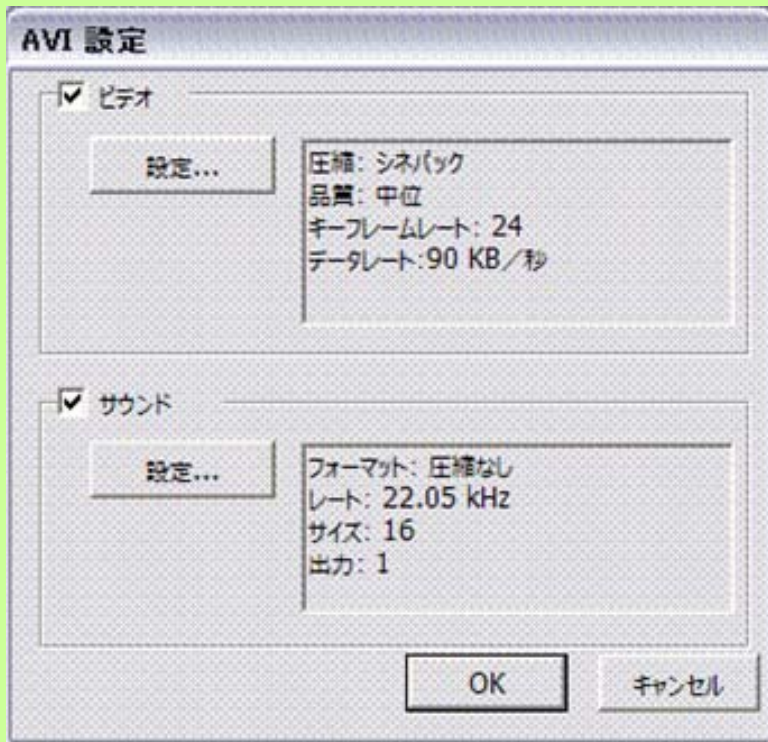 AVI 設定
ビデオ
設定...
圧縮: シネパック
品質: 中位
キーフレームレート: 24
データレート:90 KB／秒
サウンド
設定...
フォーマット: 圧縮なし
レート: 22.05 kHz
サイズ: 16
出力: 1
OK
キャンセル